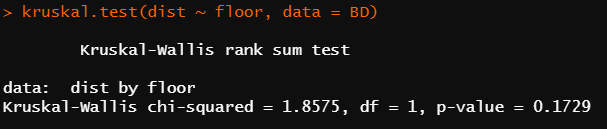 > kruskal.test(dist ~ floor, data = BD)
Kruskal-Wallis rank sum test
data:  dist by floor
Kruskal-Wallis chi-squared = 1.8575, df = 1, p-value = 0.1729